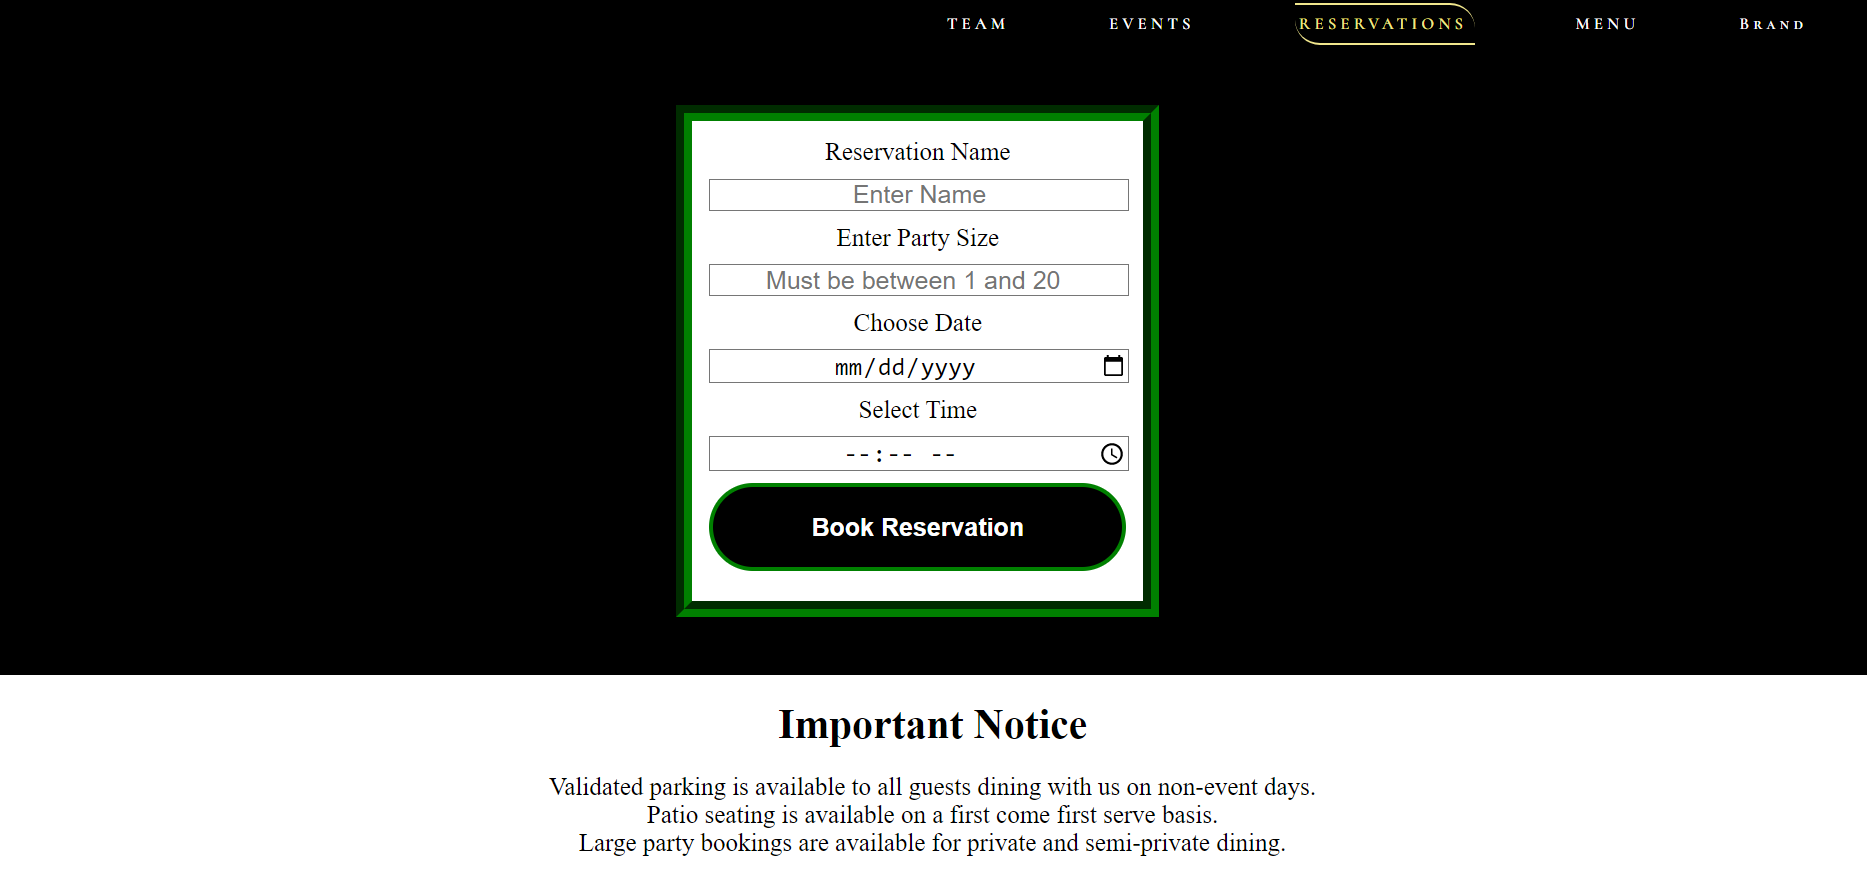 TEAM EVENTS RESERVATIONS MENU Brand
Reservation Name
Enter Name
Enter Party Size
Must be between 1 and 20
Choose Date
mm/dd/yyyy
Select Time
--:-- --
Book Reservation
Important Notice
Validated parking is available to all guests dining with us on non-event days.
Patio seating is available on a first come first serve basis.
Large party bookings are available for private and semi-private dining.